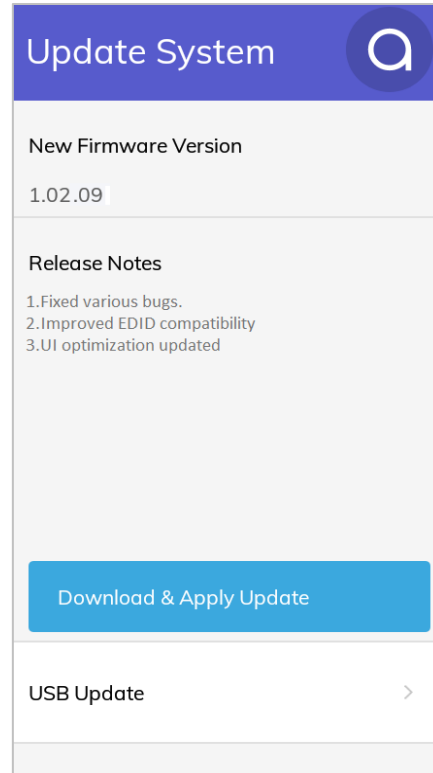 Update System
New Firmware Version
1.02.09
Release Notes
1.Fixed various bugs.
2.Improved EDID compatibility
3.UI optimization updated
Download & Apply Update
USB Update